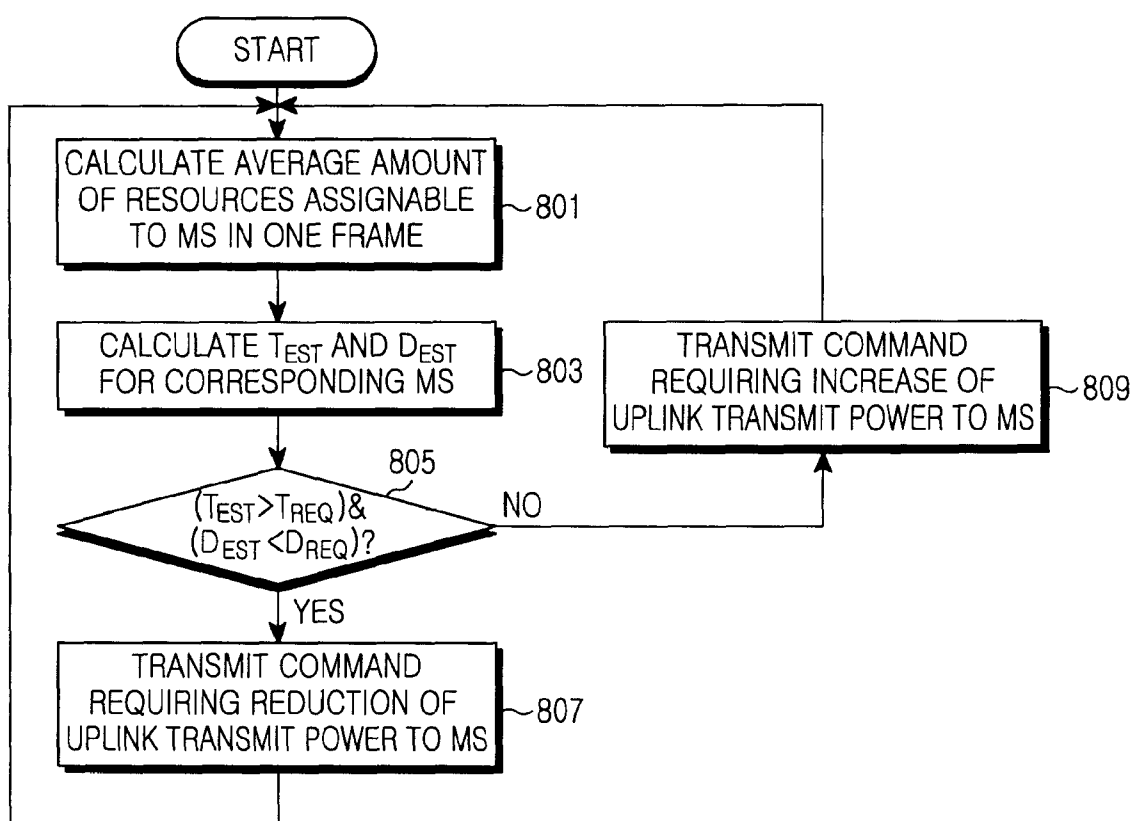 START
CALCULATE AVERAGE AMOUNT
OF RESOURCES ASSIGNABLE
TO MS IN ONE FRAME
801
CALCULATE TEST AND DEST
FOR CORRESPONDING MS
803
805
(TEST>TREQ)&
(DEST<DREQ)?
NO
YES
TRANSMIT COMMAND
REQUIRING REDUCTION OF
UPLINK TRANSMIT POWER TO MS
807
TRANSMIT COMMAND
REQUIRING INCREASE OF
UPLINK TRANSMIT POWER TO MS
809